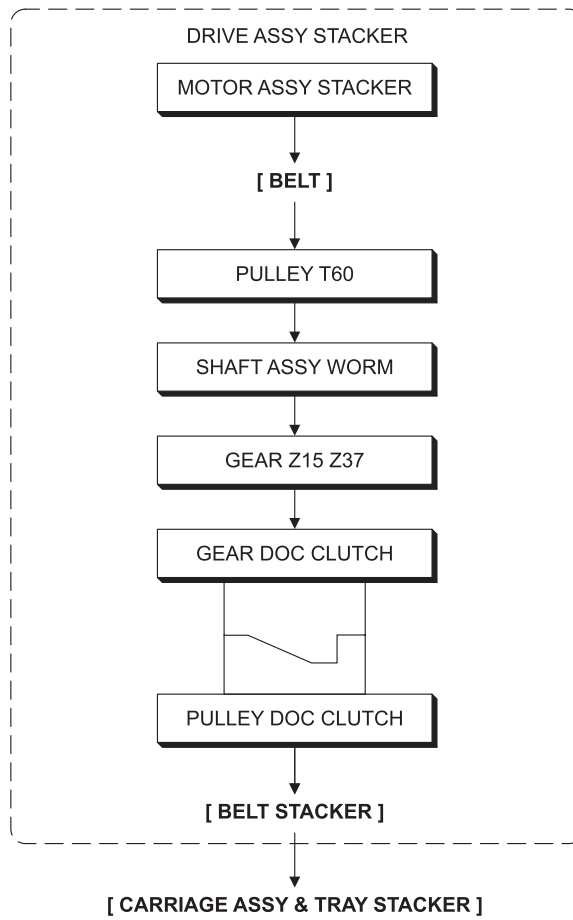 DRIVE ASSY STACKER
MOTOR ASSY STACKER
[ BELT ]
PULLEY T60
SHAFT ASSY WORM
GEAR Z15 Z37
GEAR DOC CLUTCH
PULLEY DOC CLUTCH
[ BELT STACKER ]
[ CARRIAGE ASSY & TRAY STACKER ]